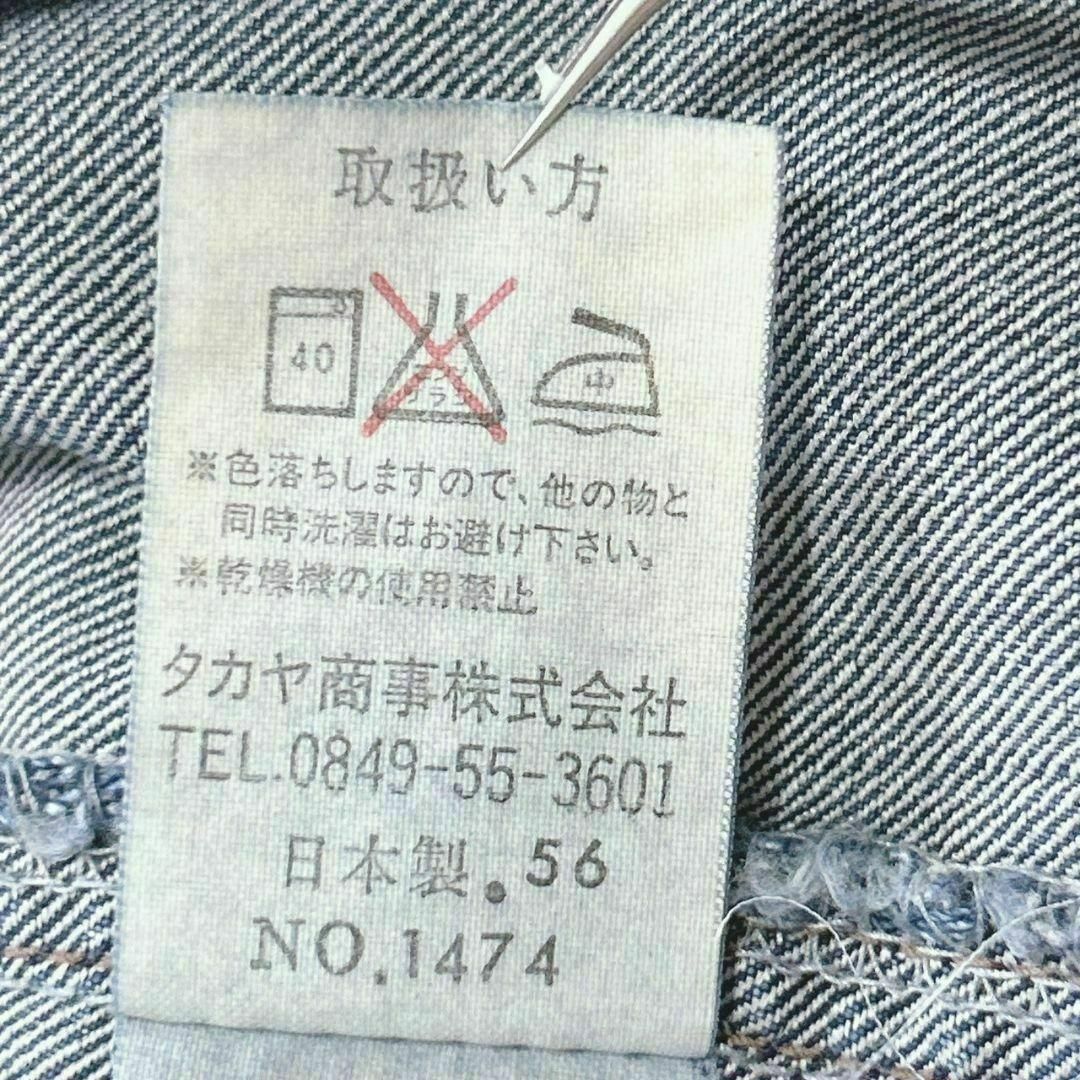 取扱い方
40
中
※色落ちしますので、他の物と
同時洗濯はお避け下さい。
※乾燥機の使用禁止
タカヤ商事株式会社
TEL.0849-55-3601
日本製.56
NO.1474